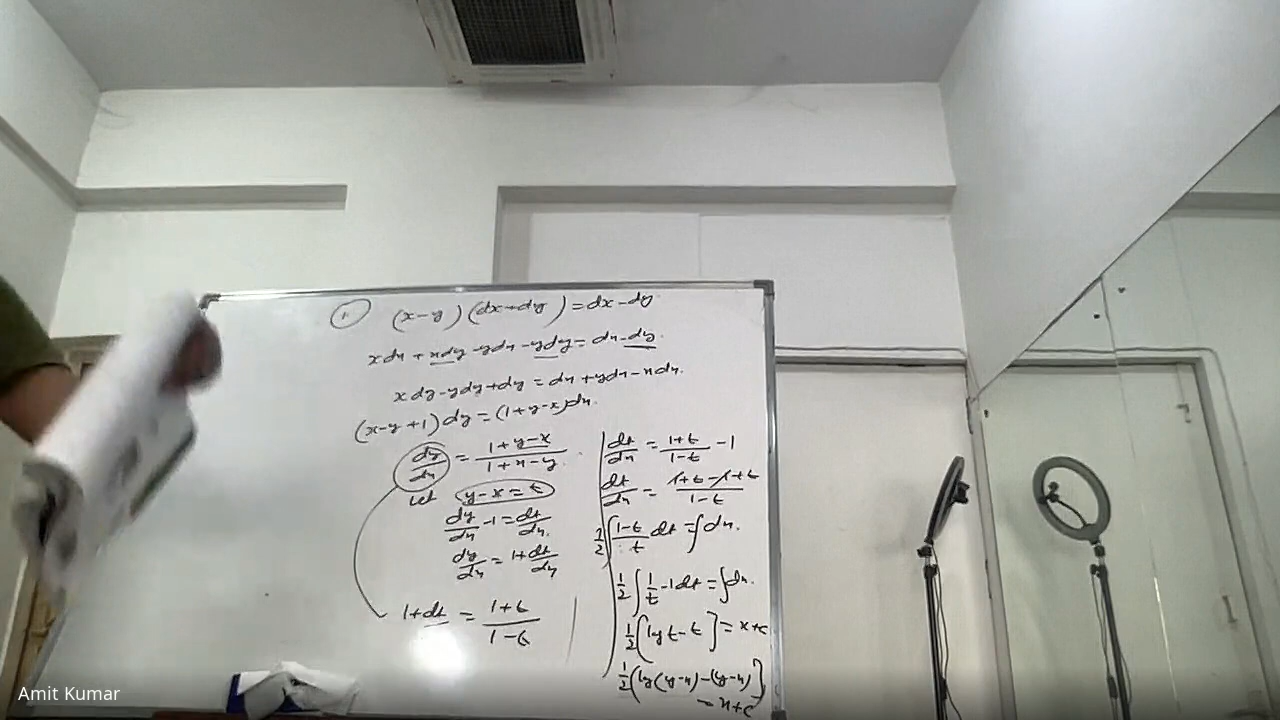 1.
(x-y)(dx+dy)=dx-dy
xdx + xdy - ydx - ydy = dx - dy.
xdy - ydy + dy = dx + ydx - xdx.
(x-y+1)dy = (1+y-x)dx.
dy/dx = 1+y-x/1+x-y.
Let y-x=t
dy/dx - 1 = dt/dx.
dy/dx = 1+dt/dx
1+dt = 1+t/1-t
dt/dx = 1+t/1-t - 1
dt/dx = 1+t-1+t/1-t
1/2 ∫ 1-t/t dt = ∫dx.
1/2 ∫ 1/t - 1 dt = ∫dx.
1/2 [log t - t] = x+c
1/2 [log(y-x) - (y-x)]
= x+c
Amit Kumar